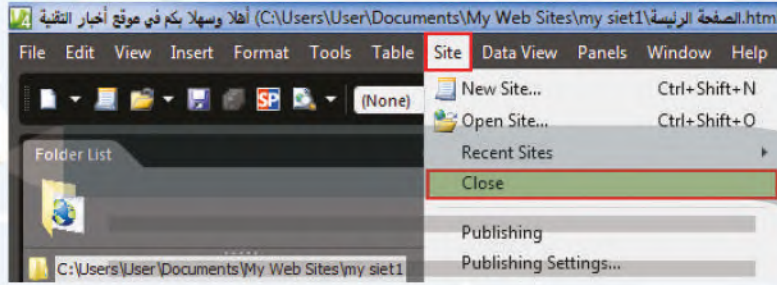 أهلا وسهلا بكم في موقع أخبار التقنية (C:\Users\User\Documents\My Web Sites\my siet1\الصفحة الرئيسة.htm
File Edit View Insert Format Tools Table Site Data View Panels Window Help
(None)
New Site... Ctrl+Shift+N
Open Site... Ctrl+Shift+O
Recent Sites
Close
Publishing
Publishing Settings...
Folder List
C:\Users\User\Documents\My Web Sites\my siet1